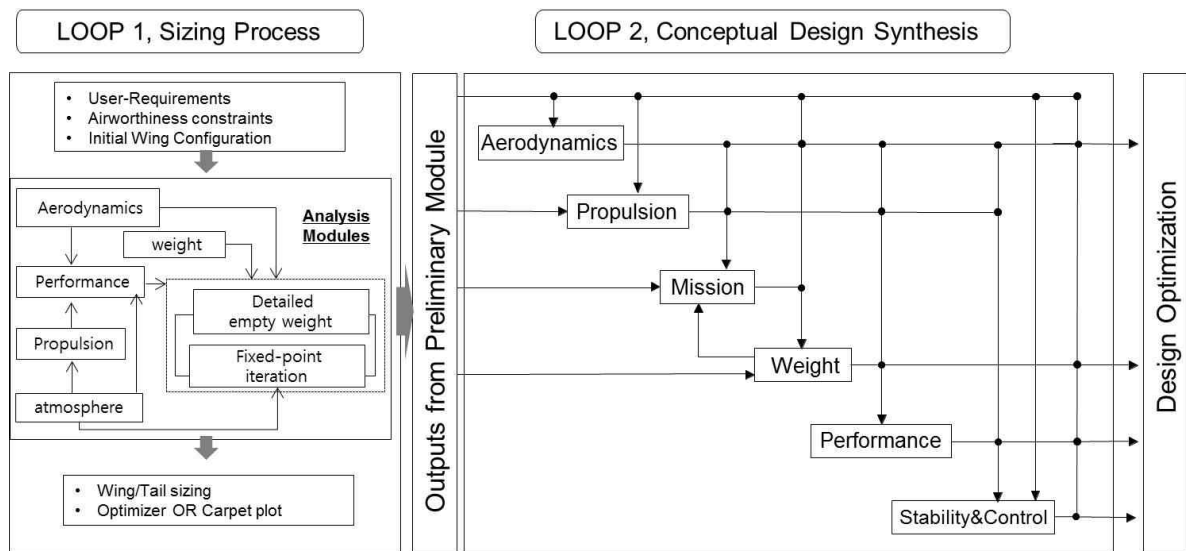 LOOP 1, Sizing Process
LOOP 2, Conceptual Design Synthesis
• User-Requirements
• Airworthiness constraints
• Initial Wing Configuration
Aerodynamics
Analysis
Modules
weight
Performance
Detailed
empty weight
Propulsion
Fixed-point
iteration
atmosphere
• Wing/Tail sizing
• Optimizer OR Carpet plot
Outputs from Preliminary Module
Aerodynamics
Propulsion
Mission
Weight
Performance
Stability&Control
Design Optimization